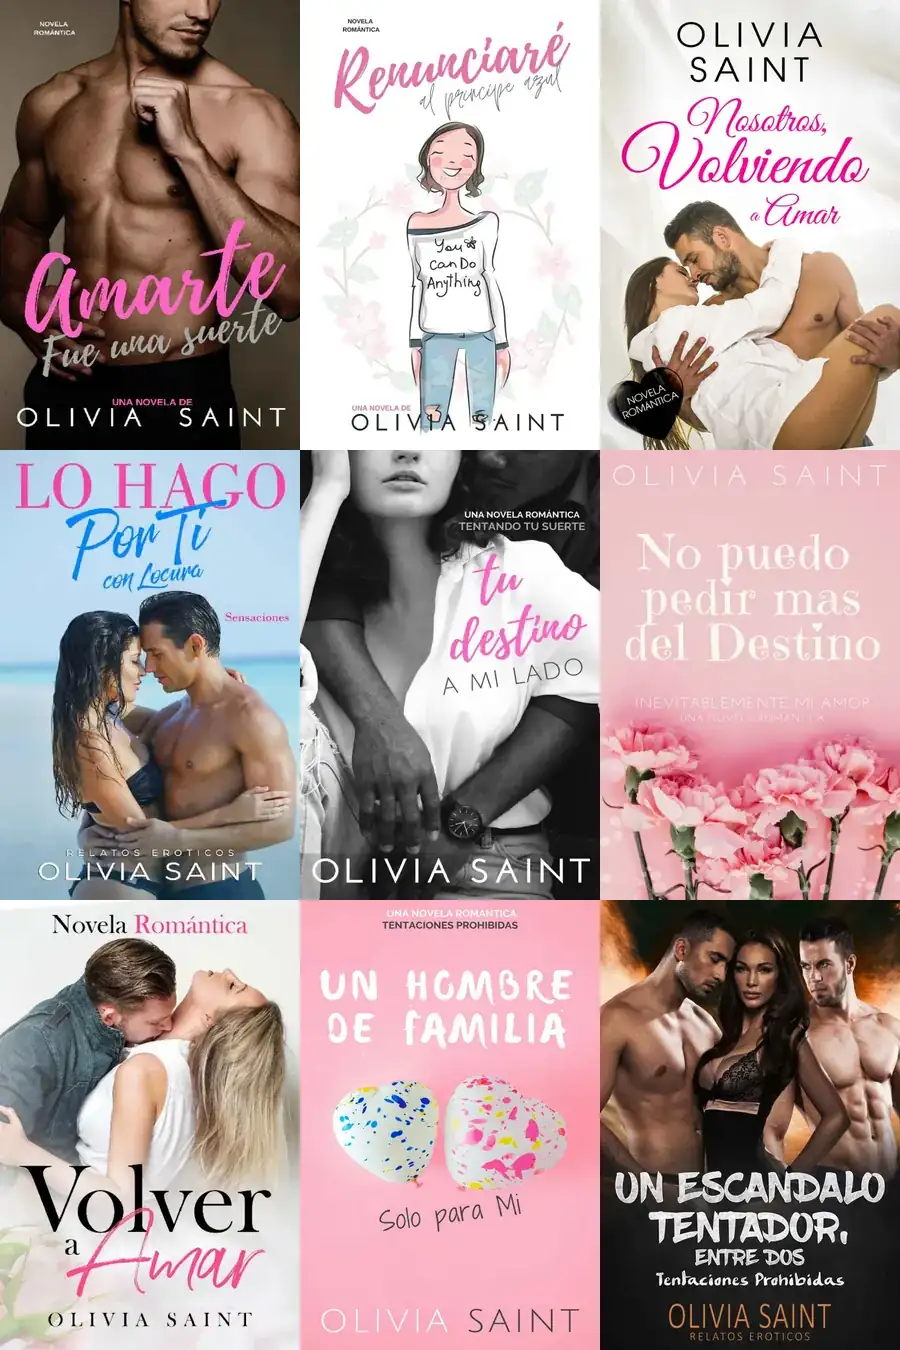 NOVELA
ROMÁNTICA
Amarte
Fue una suerte
UNA NOVELA DE
OLIVIA SAINT
NOVELA
ROMÁNTICA
Renunciaré
al príncipe azul
You
Can Do
Anything
UNA NOVELA DE
OLIVIA SAINT
OLIVIA
SAINT
Nosotros,
Volviendo
a Amar
NOVELA
ROMÁNTICA
LO HAGO
Por Ti
con Locura
Sensaciones
RELATOS EROTICOS
OLIVIA SAINT
UNA NOVELA ROMÁNTICA
TENTANDO TU SUERTE
tu
destino
A MI LADO
OLIVIA SAINT
OLIVIA SAINT
No puedo
pedir mas
del Destino
INEVITABLEMENTE MI AMOR
UNA NOVELA ROMANTICA
Novela Romántica
Volver
a
Amar
OLIVIA SAINT
UNA NOVELA ROMANTICA
TENTACIONES PROHIBIDAS
UN HOMBRE
DE FAMILIA
Solo para Mi
OLIVIA SAINT
UN ESCANDALO
TENTADOR,
ENTRE DOS
Tentaciones Prohibidas
OLIVIA SAINT
RELATOS EROTICOS